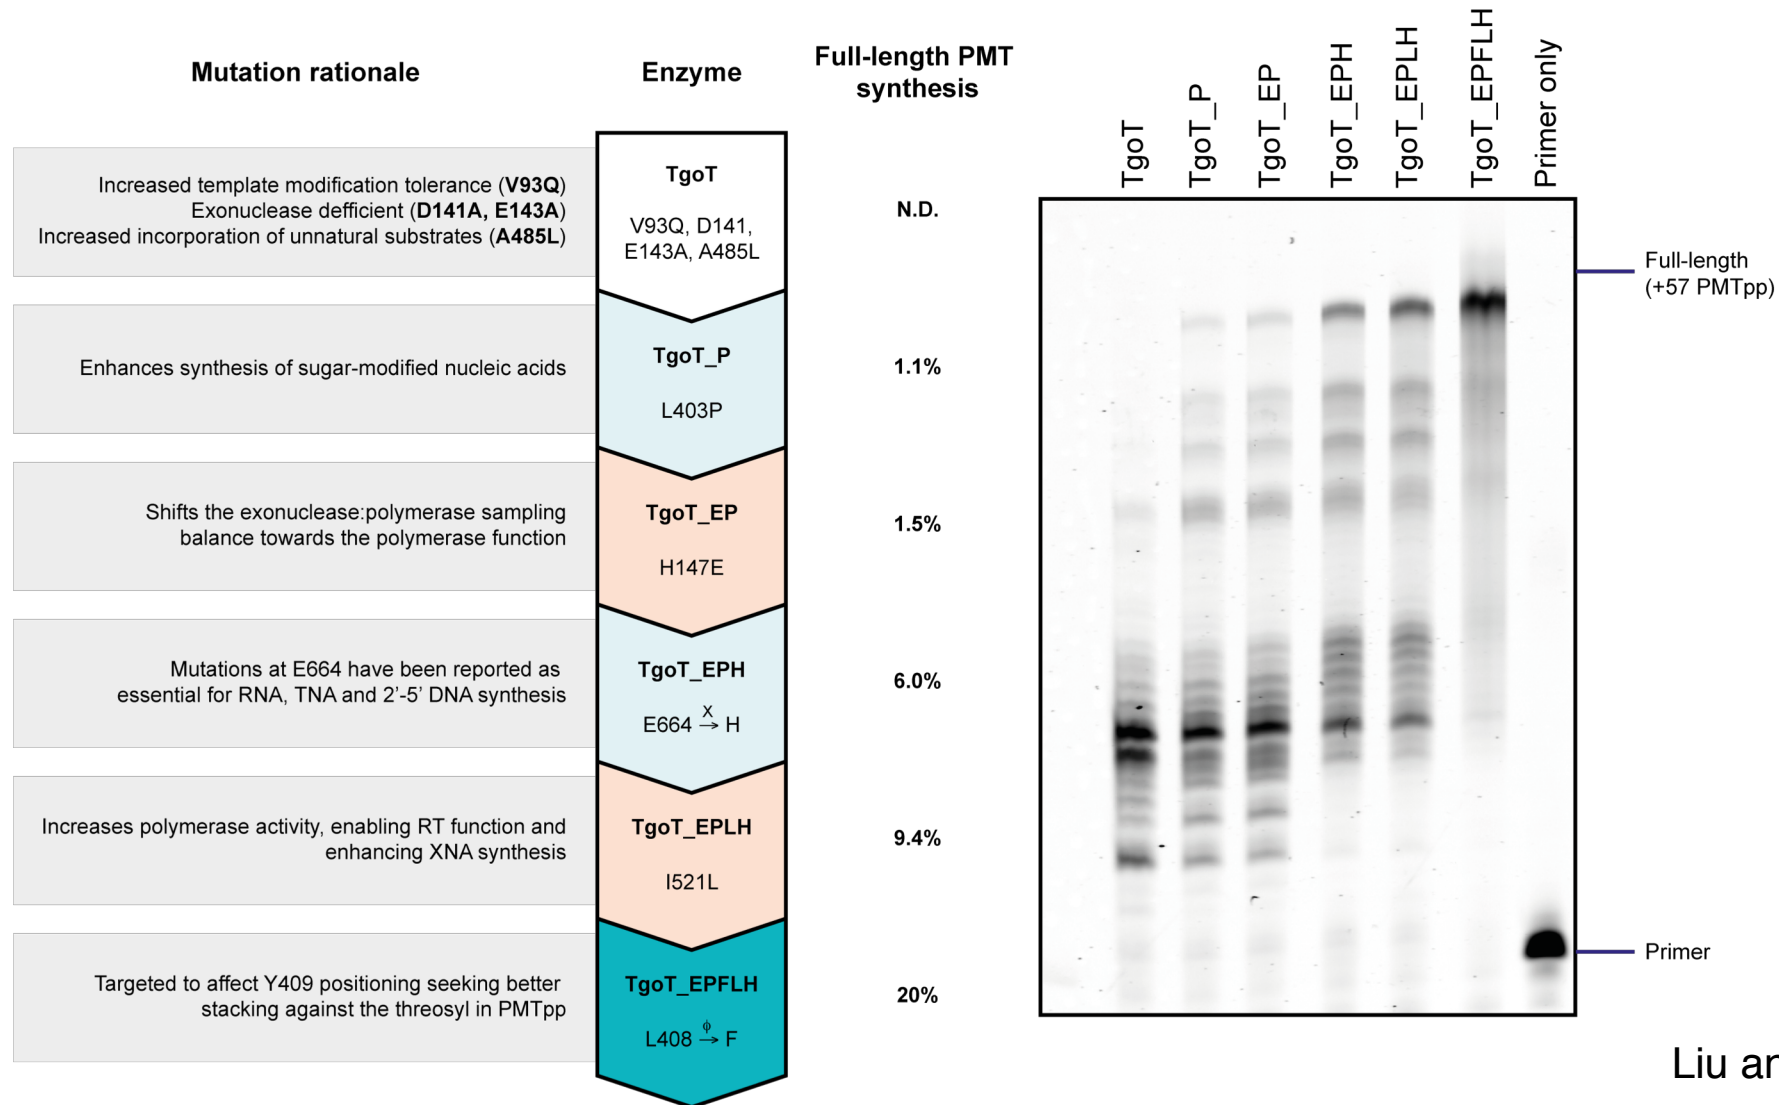 Mutation rationale
Enzyme
Full-length PMT
synthesis
Increased template modification tolerance (V93Q)
Exonuclease defficient (D141A, E143A)
Increased incorporation of unnatural substrates (A485L)
TgoT
V93Q, D141,
E143A, A485L
N.D.
Enhances synthesis of sugar-modified nucleic acids
TgoT_P
L403P
1.1%
Shifts the exonuclease:polymerase sampling
balance towards the polymerase function
TgoT_EP
H147E
1.5%
Mutations at E664 have been reported as
essential for RNA, TNA and 2’-5’ DNA synthesis
TgoT_EPH
X
E664 → H
6.0%
Increases polymerase activity, enabling RT function and
enhancing XNA synthesis
TgoT_EPLH
I521L
9.4%
Targeted to affect Y409 positioning seeking better
stacking against the threosyl in PMTpp
TgoT_EPFLH
ϕ
L408 → F
20%
TgoT
TgoT_P
TgoT_EP
TgoT_EPH
TgoT_EPLH
TgoT_EPFLH
Primer only
Full-length
(+57 PMTpp)
Primer
Liu an